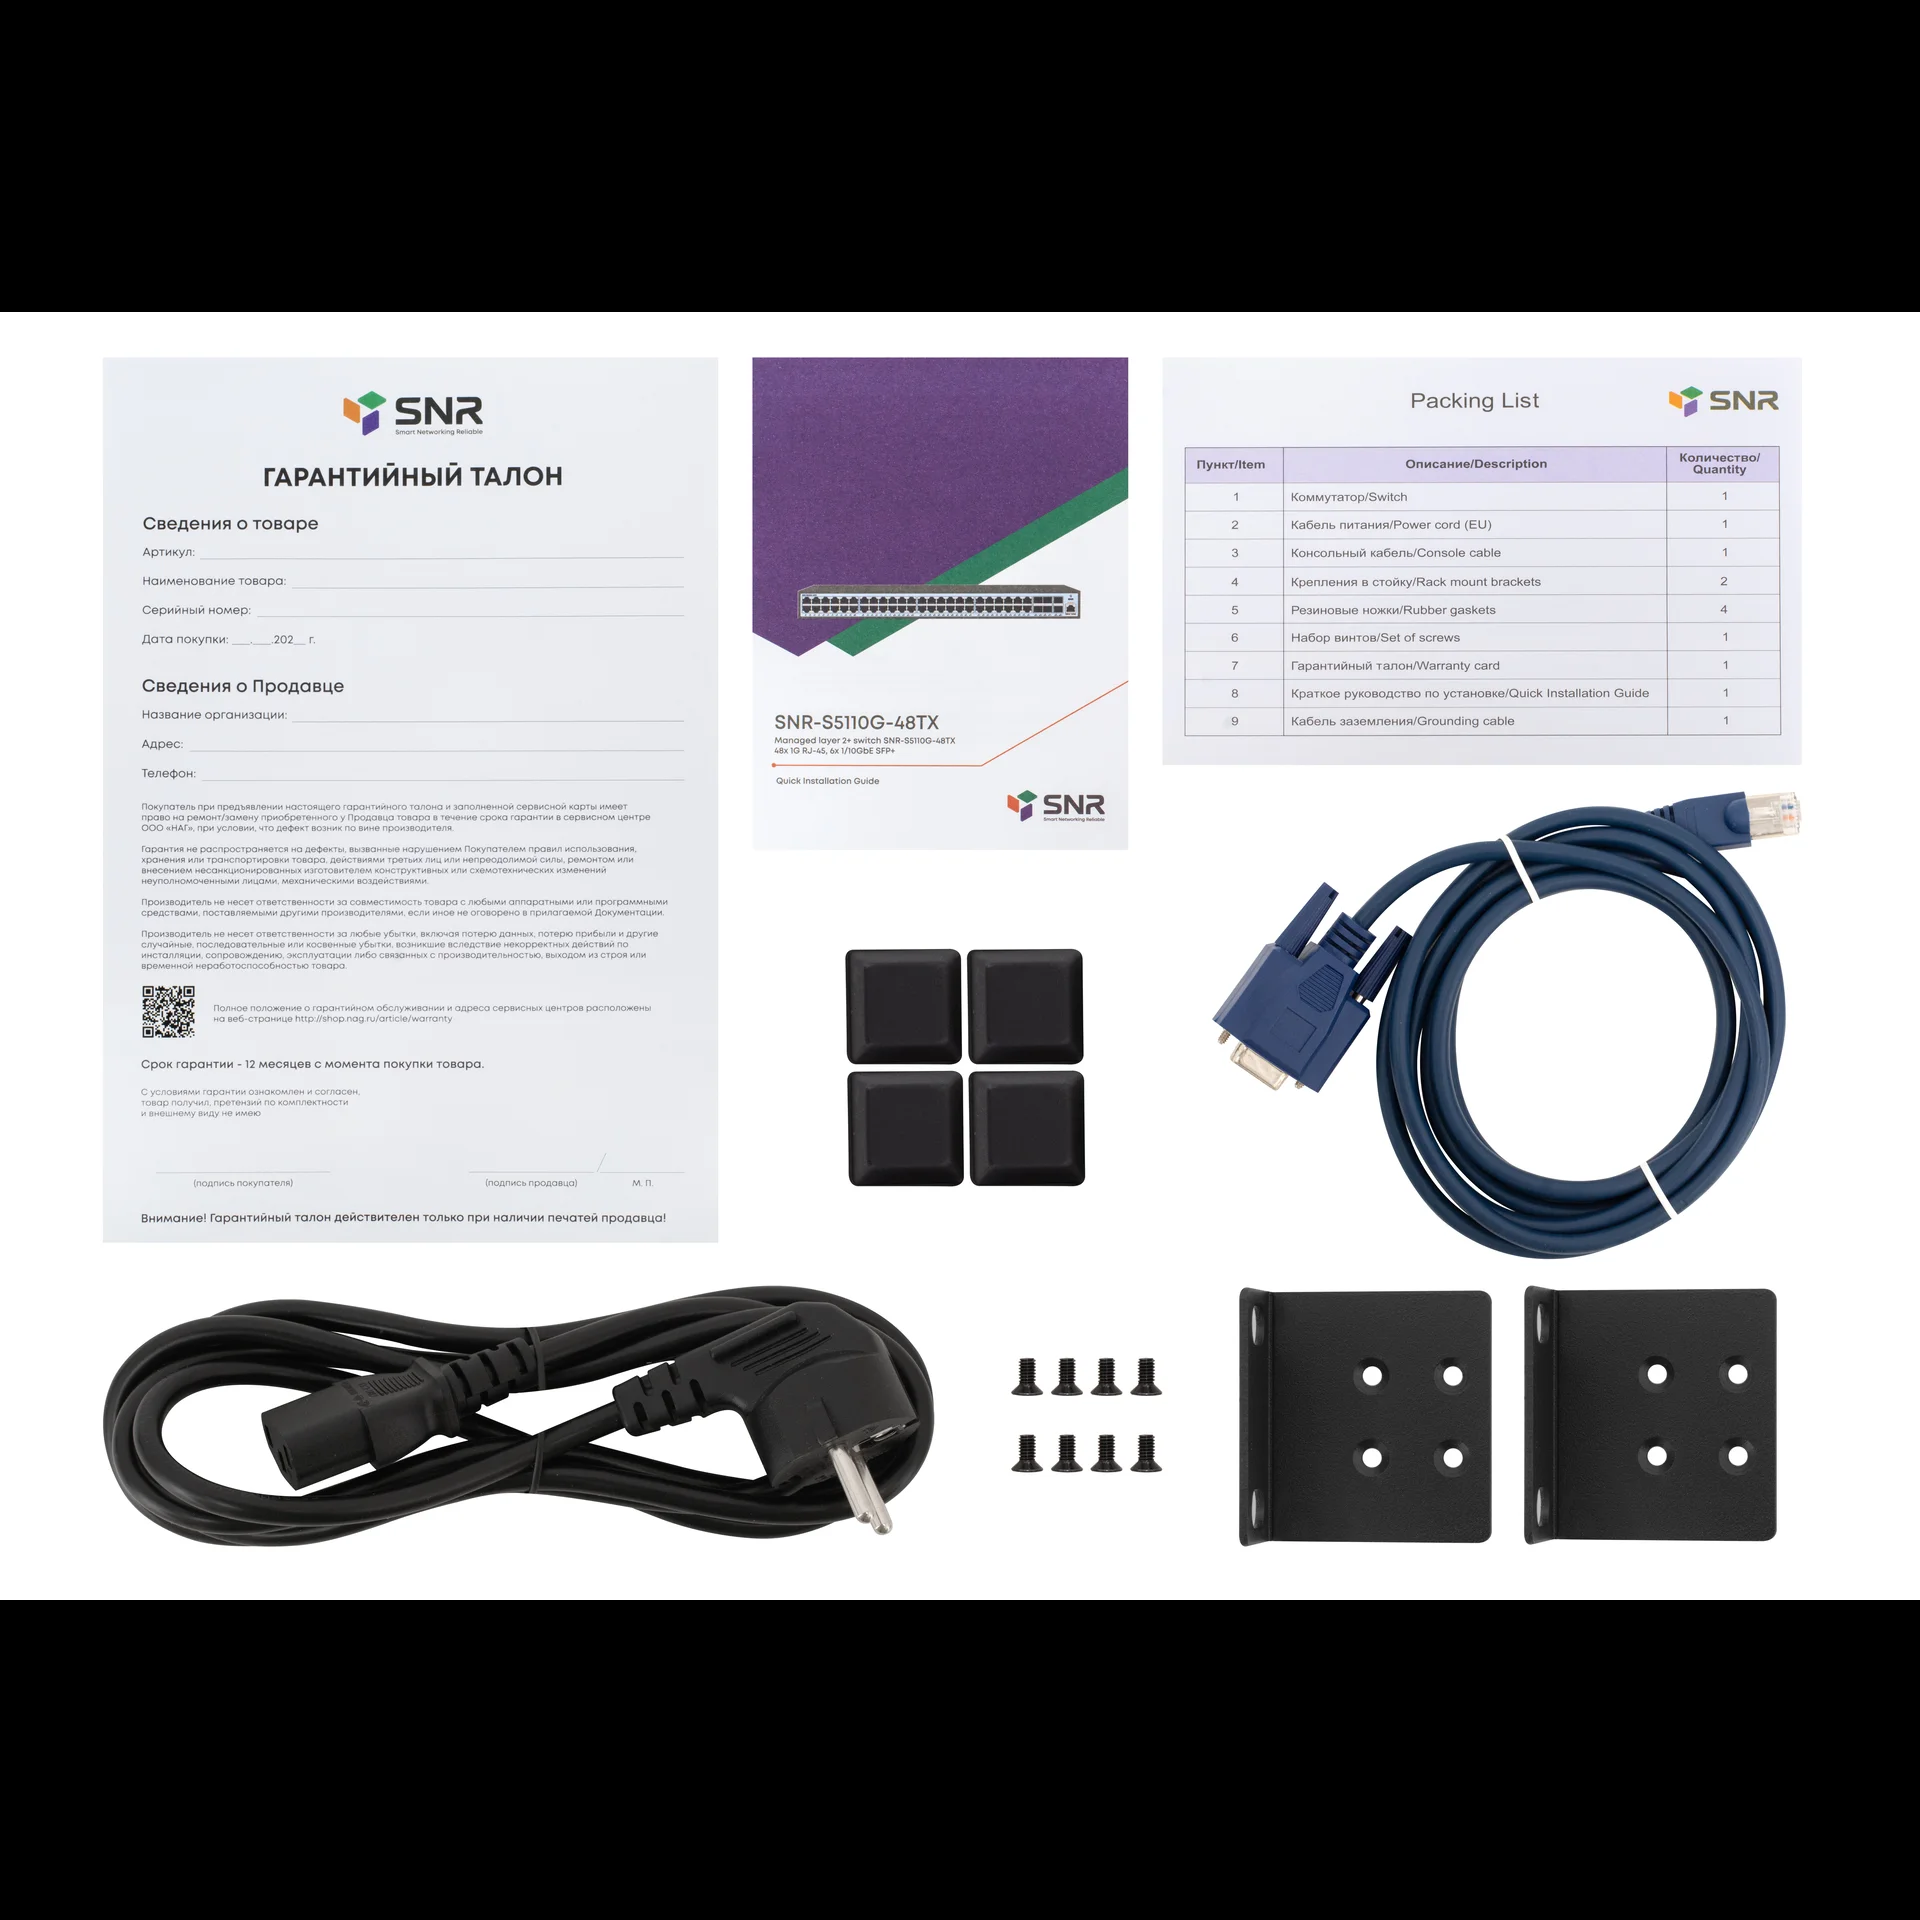 SNR
Smart Networking Reliable
ГАРАНТИЙНЫЙ ТАЛОН
Сведения о товаре
Артикул:
Наименование товара:
Серийный номер:
Дата покупки: ___.___.202__ г.
Сведения о Продавце
Название организации:
Адрес:
Телефон:
Покупатель при предъявлении настоящего гарантийного талона и заполненной сервисной карты имеет
право на ремонт/замену приобретенного у Продавца товара в течение срока гарантии в сервисном центре
ООО «НАГ», при условии, что дефект возник по вине производителя.
Гарантия не распространяется на дефекты, вызванные нарушением Покупателем правил использования,
хранения или транспортировки товара, действиями третьих лиц или непреодолимой силы, ремонтом или
внесением несанкционированных изготовителем конструктивных или схемотехнических изменений
неуполномоченными лицами, механическими воздействиями.
Производитель не несет ответственности за совместимость товара с любыми аппаратными или программными
средствами, поставляемыми другими производителями, если иное не оговорено в прилагаемой Документации.
Производитель не несет ответственности за любые убытки, включая потерю данных, потерю прибыли и другие
случайные, последовательные или косвенные убытки, возникшие вследствие некорректных действий по
инсталляции, сопровождению, эксплуатации либо связанных с производительностью, выходом из строя или
временной неработоспособностью товара.
Полное положение о гарантийном обслуживании и адреса сервисных центров расположены
на веб-странице http://shop.nag.ru/article/warranty
Срок гарантии - 12 месяцев с момента покупки товара.
С условиями гарантии ознакомлен и согласен,
товар получил, претензий по комплектности
и внешнему виду не имею
(подпись покупателя) (подпись продавца) М. П.
Внимание! Гарантийный талон действителен только при наличии печатей продавца!
SNR-S5110G-48TX
Managed layer 2+ switch SNR-S5110G-48TX
48x 1G RJ-45, 6x 1/10GbE SFP+
Quick Installation Guide
SNR
Smart Networking Reliable
Packing List
SNR
Пункт/Item Описание/Description Количество/
Quantity
1 Коммутатор/Switch 1
2 Кабель питания/Power cord (EU) 1
3 Консольный кабель/Console cable 1
4 Крепления в стойку/Rack mount brackets 2
5 Резиновые ножки/Rubber gaskets 4
6 Набор винтов/Set of screws 1
7 Гарантийный талон/Warranty card 1
8 Краткое руководство по установке/Quick Installation Guide 1
9 Кабель заземления/Grounding cable 1